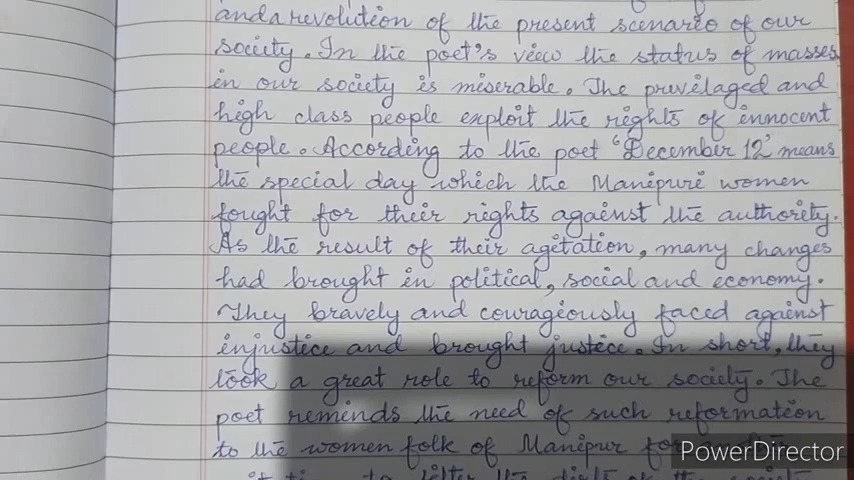 and a revolution of the present scenario of our
society. In the poet's veiw the status of masses
in our society is miserable. The previlaged and
high class people exploit the rights of innocent
people. According to the poet 'December 12' means
the special day which the Manipuri women
fought for their rights against the authority.
As the result of their agitation, many changes
had brought in political, social and economy.
They bravely and courageously faced against
injustice and brought justice. In short, they
took a great role to reform our society. The
poet reminds the need of such reformation
to the women folk of Manipur for
PowerDirector